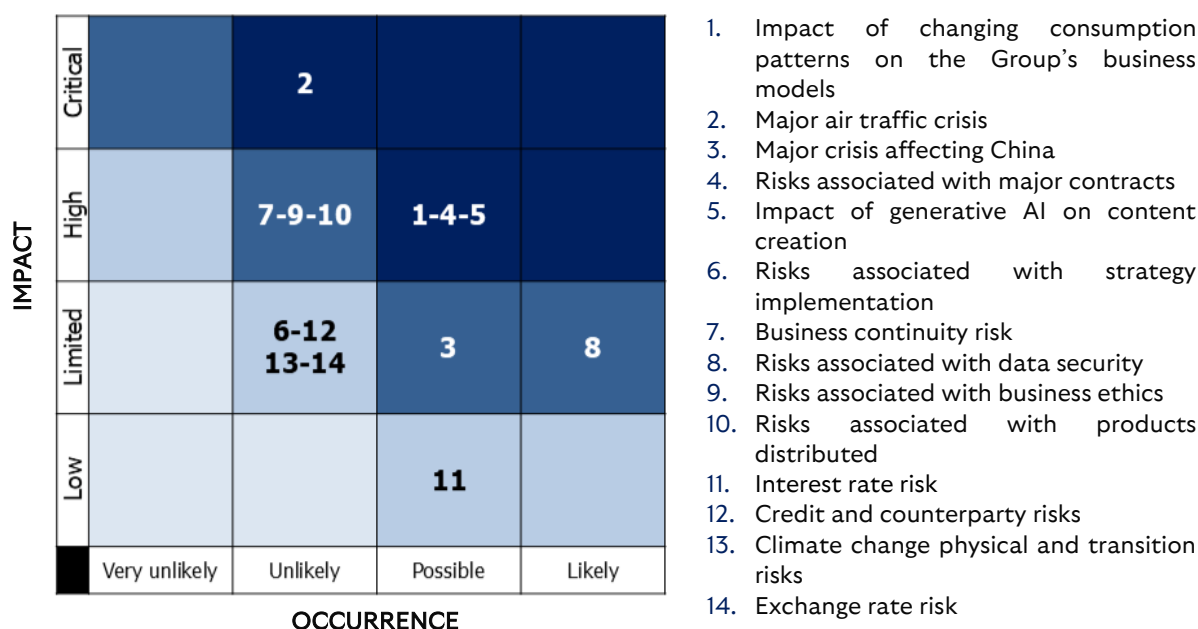 IMPACT
Critical
2
High
7-9-10
1-4-5
Limited
6-12
13-14
3
8
Low
11
Very unlikely
Unlikely
Possible
Likely
OCCURRENCE
1. Impact of changing consumption
patterns on the Group’s business
models
2. Major air traffic crisis
3. Major crisis affecting China
4. Risks associated with major contracts
5. Impact of generative AI on content
creation
6. Risks associated with strategy
implementation
7. Business continuity risk
8. Risks associated with data security
9. Risks associated with business ethics
10. Risks associated with products
distributed
11. Interest rate risk
12. Credit and counterparty risks
13. Climate change physical and transition
risks
14. Exchange rate risk